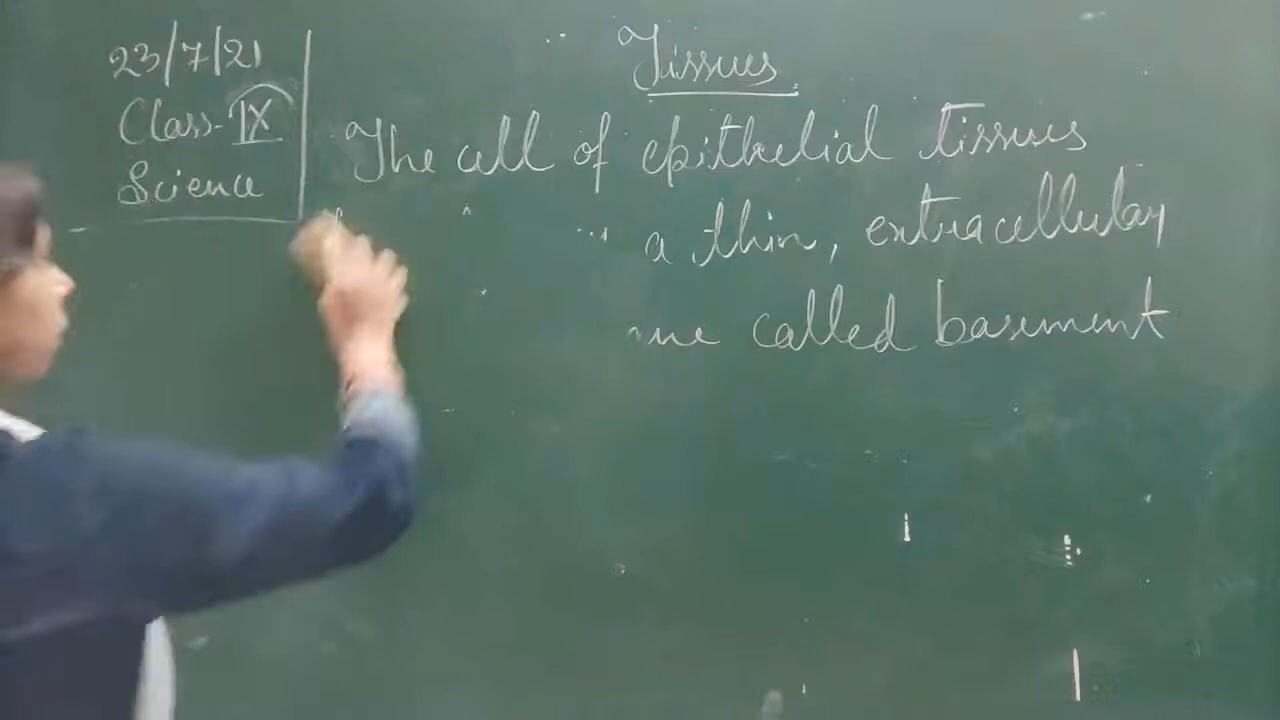 23/7/21
Class-IX
Science
Tissues
The cell of epithelial tissues
a thin, extracellular
called basement